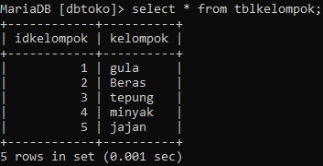 MariaDB [dbtoko]> select * from tblkelompok;
+------------+----------+
| idkelompok | kelompok |
+------------+----------+
|          1 | gula     |
|          2 | Beras    |
|          3 | tepung   |
|          4 | minyak   |
|          5 | jajan    |
+------------+----------+
5 rows in set (0.001 sec)